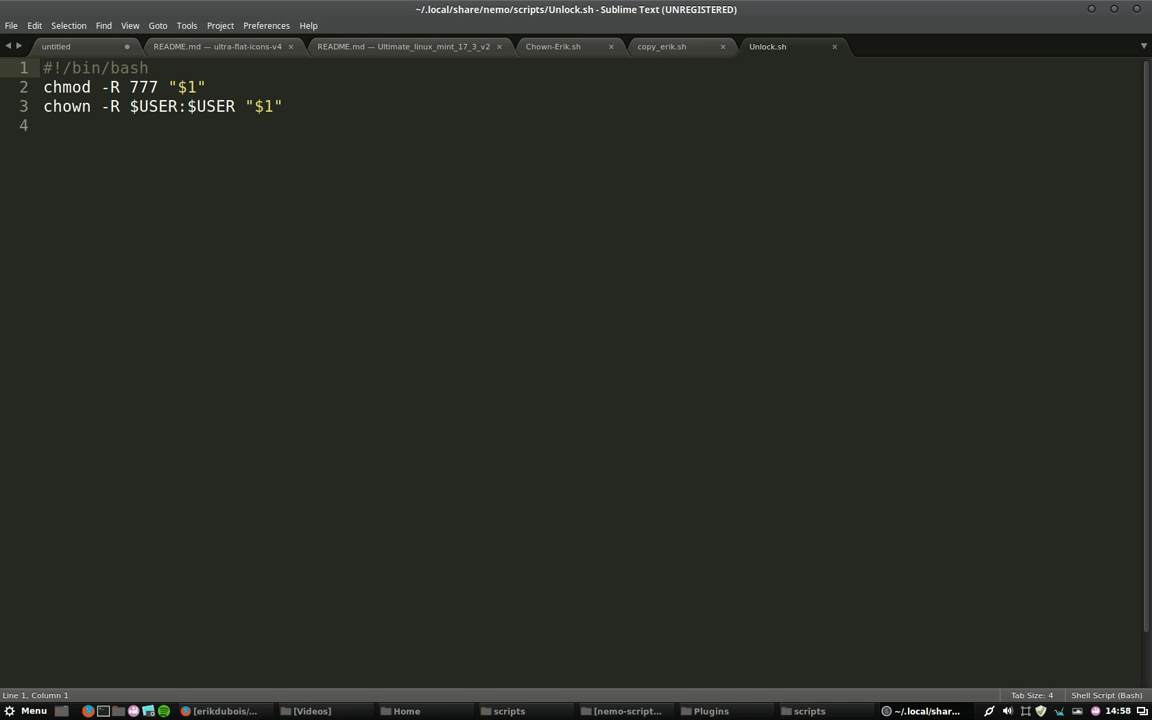 ~/.local/share/nemo/scripts/Unlock.sh - Sublime Text (UNREGISTERED)
File Edit Selection Find View Goto Tools Project Preferences Help
untitled README.md — ultra-flat-icons-v4 README.md — Ultimate_linux_mint_17_3_v2 Chown-Erik.sh copy_erik.sh Unlock.sh
1 #!/bin/bash
2 chmod -R 777 "$1"
3 chown -R $USER:$USER "$1"
4
Line 1, Column 1 Tab Size: 4 Shell Script (Bash)
Menu [erikdubois/... [Videos] Home scripts [nemo-script... Plugins scripts ~/.local/shar... 14:58